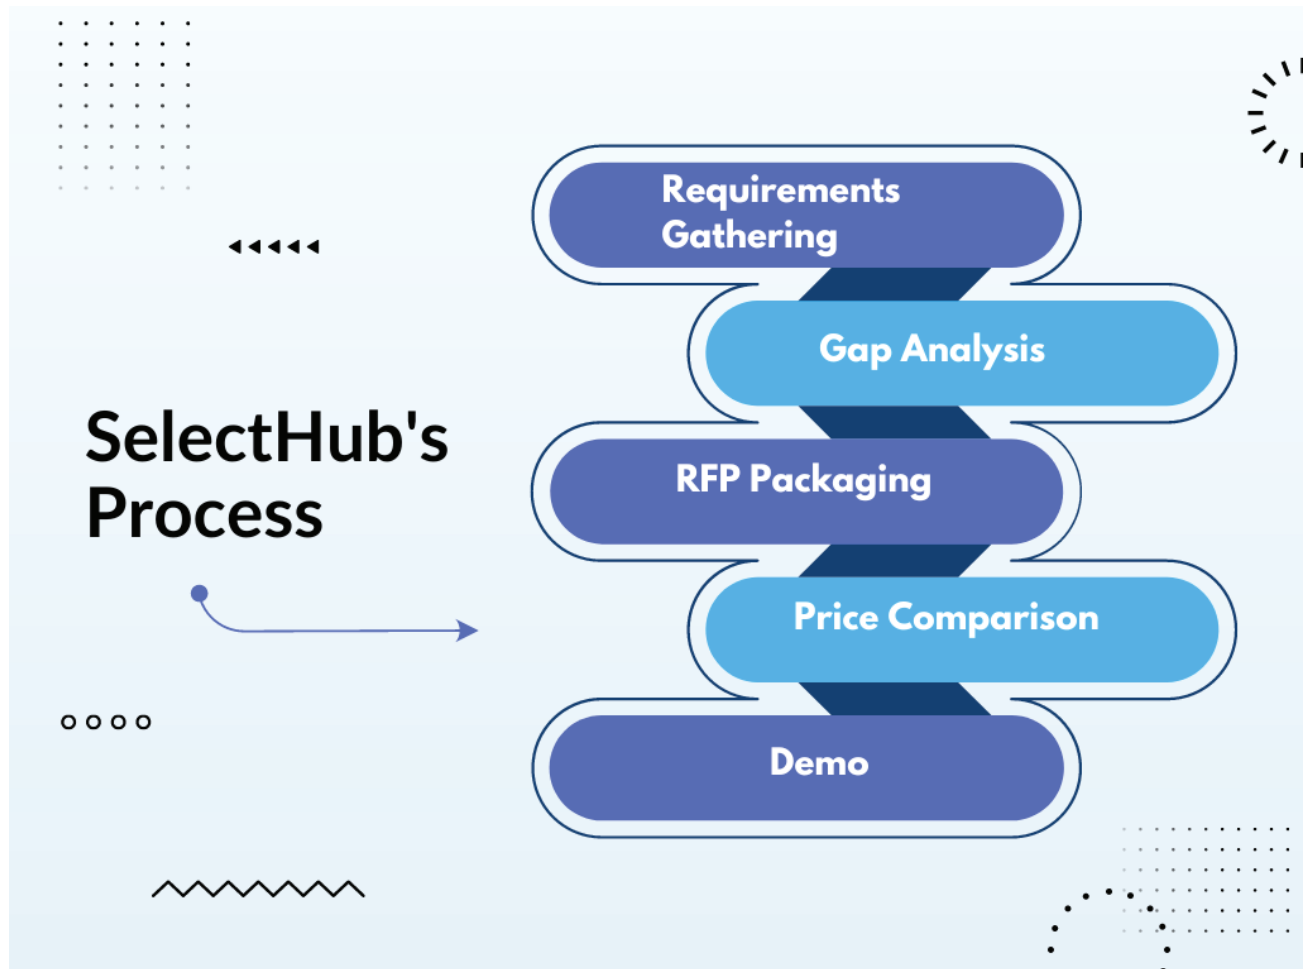 SelectHub's
Process
Requirements
Gathering
Gap Analysis
RFP Packaging
Price Comparison
Demo